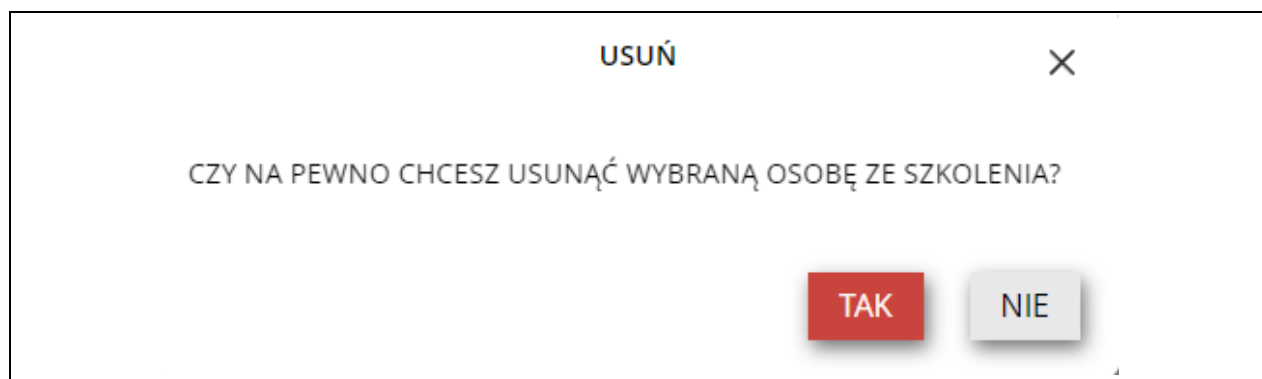 USUŃ
CZY NA PEWNO CHCESZ USUNĄĆ WYBRANĄ OSOBĘ ZE SZKOLENIA?
TAK NIE